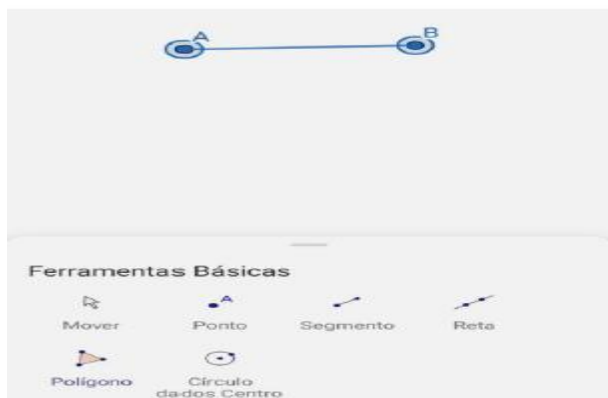 A B
Ferramentas Básicas
A
Mover Ponto Segmento Reta
Polígono Círculo
dados Centro